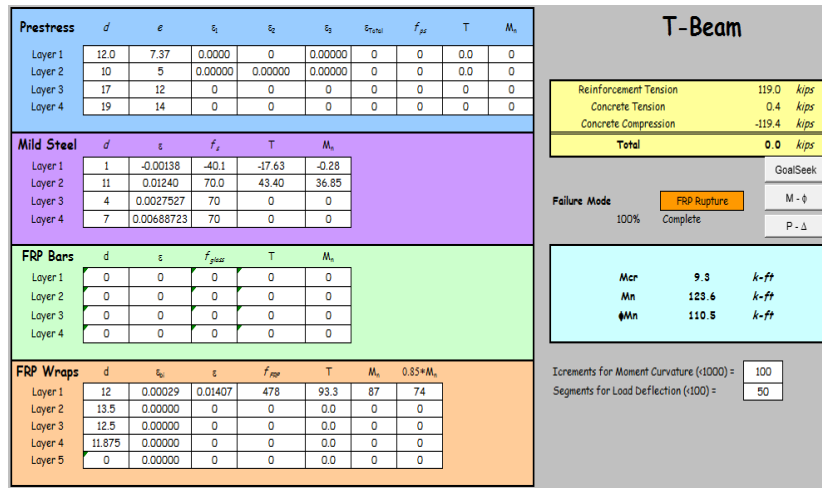 Prestress d e ε1 ε2 ε3 εTotal fps T Mn
Layer 1 12.0 7.37 0.0000 0 0.00000 0 0 0.0 0
Layer 2 10 5 0.00000 0.00000 0.00000 0 0 0.0 0
Layer 3 17 12 0 0 0 0 0 0 0
Layer 4 19 14 0 0 0 0 0 0 0
Mild Steel d ε fs T Mn
Layer 1 1 -0.00138 -40.1 -17.63 -0.28
Layer 2 11 0.01240 70.0 43.40 36.85
Layer 3 4 0.0027527 70 0 0
Layer 4 7 0.00688723 70 0 0
FRP Bars d ε fglass T Mn
Layer 1 0 0 0 0 0
Layer 2 0 0 0 0 0
Layer 3 0 0 0 0 0
Layer 4 0 0 0 0 0
FRP Wraps d εbi ε fFRP T Mn 0.85*Mn
Layer 1 12 0.00029 0.01407 478 93.3 87 74
Layer 2 13.5 0.00000 0 0 0.0 0 0
Layer 3 12.5 0.00000 0 0 0.0 0 0
Layer 4 11.875 0.00000 0 0 0.0 0 0
Layer 5 0 0.00000 0 0 0.0 0 0
T-Beam
Reinforcement Tension 119.0 kips
Concrete Tension 0.4 kips
Concrete Compression -119.4 kips
Total 0.0 kips
GoalSeek
Failure Mode FRP Rupture M - ϕ
100% Complete
P - Δ
Mcr 9.3 k-ft
Mn 123.6 k-ft
ϕMn 110.5 k-ft
Icrements for Moment Curvature (<1000) = 100
Segments for Load Deflection (<100) = 50